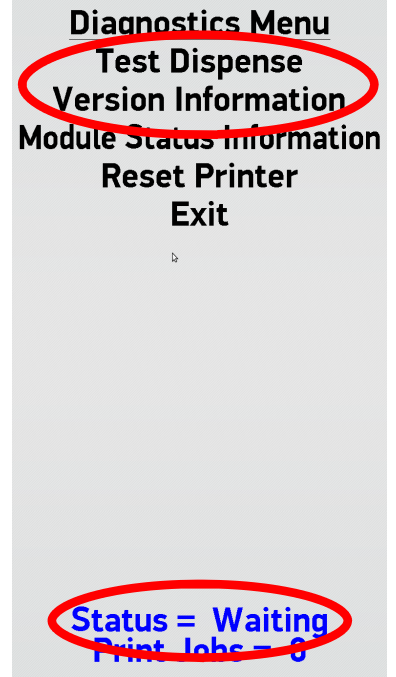 Diagnostics Menu
Test Dispense
Version Information
Module Status Information
Reset Printer
Exit
Status = Waiting
Print Jobs = 0